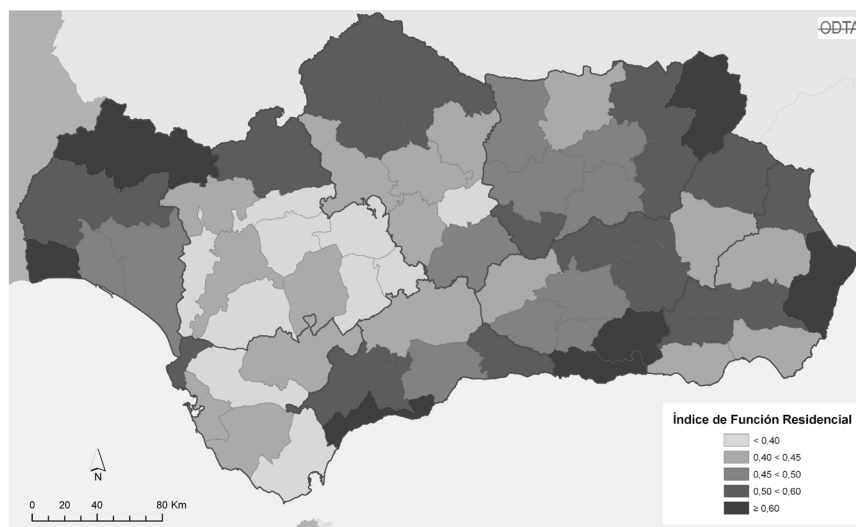 ODTA
Índice de Función Residencial
< 0,40
0,40 < 0,45
0,45 < 0,50
0,50 < 0,60
≥ 0,60
N
0 20 40 80 Km